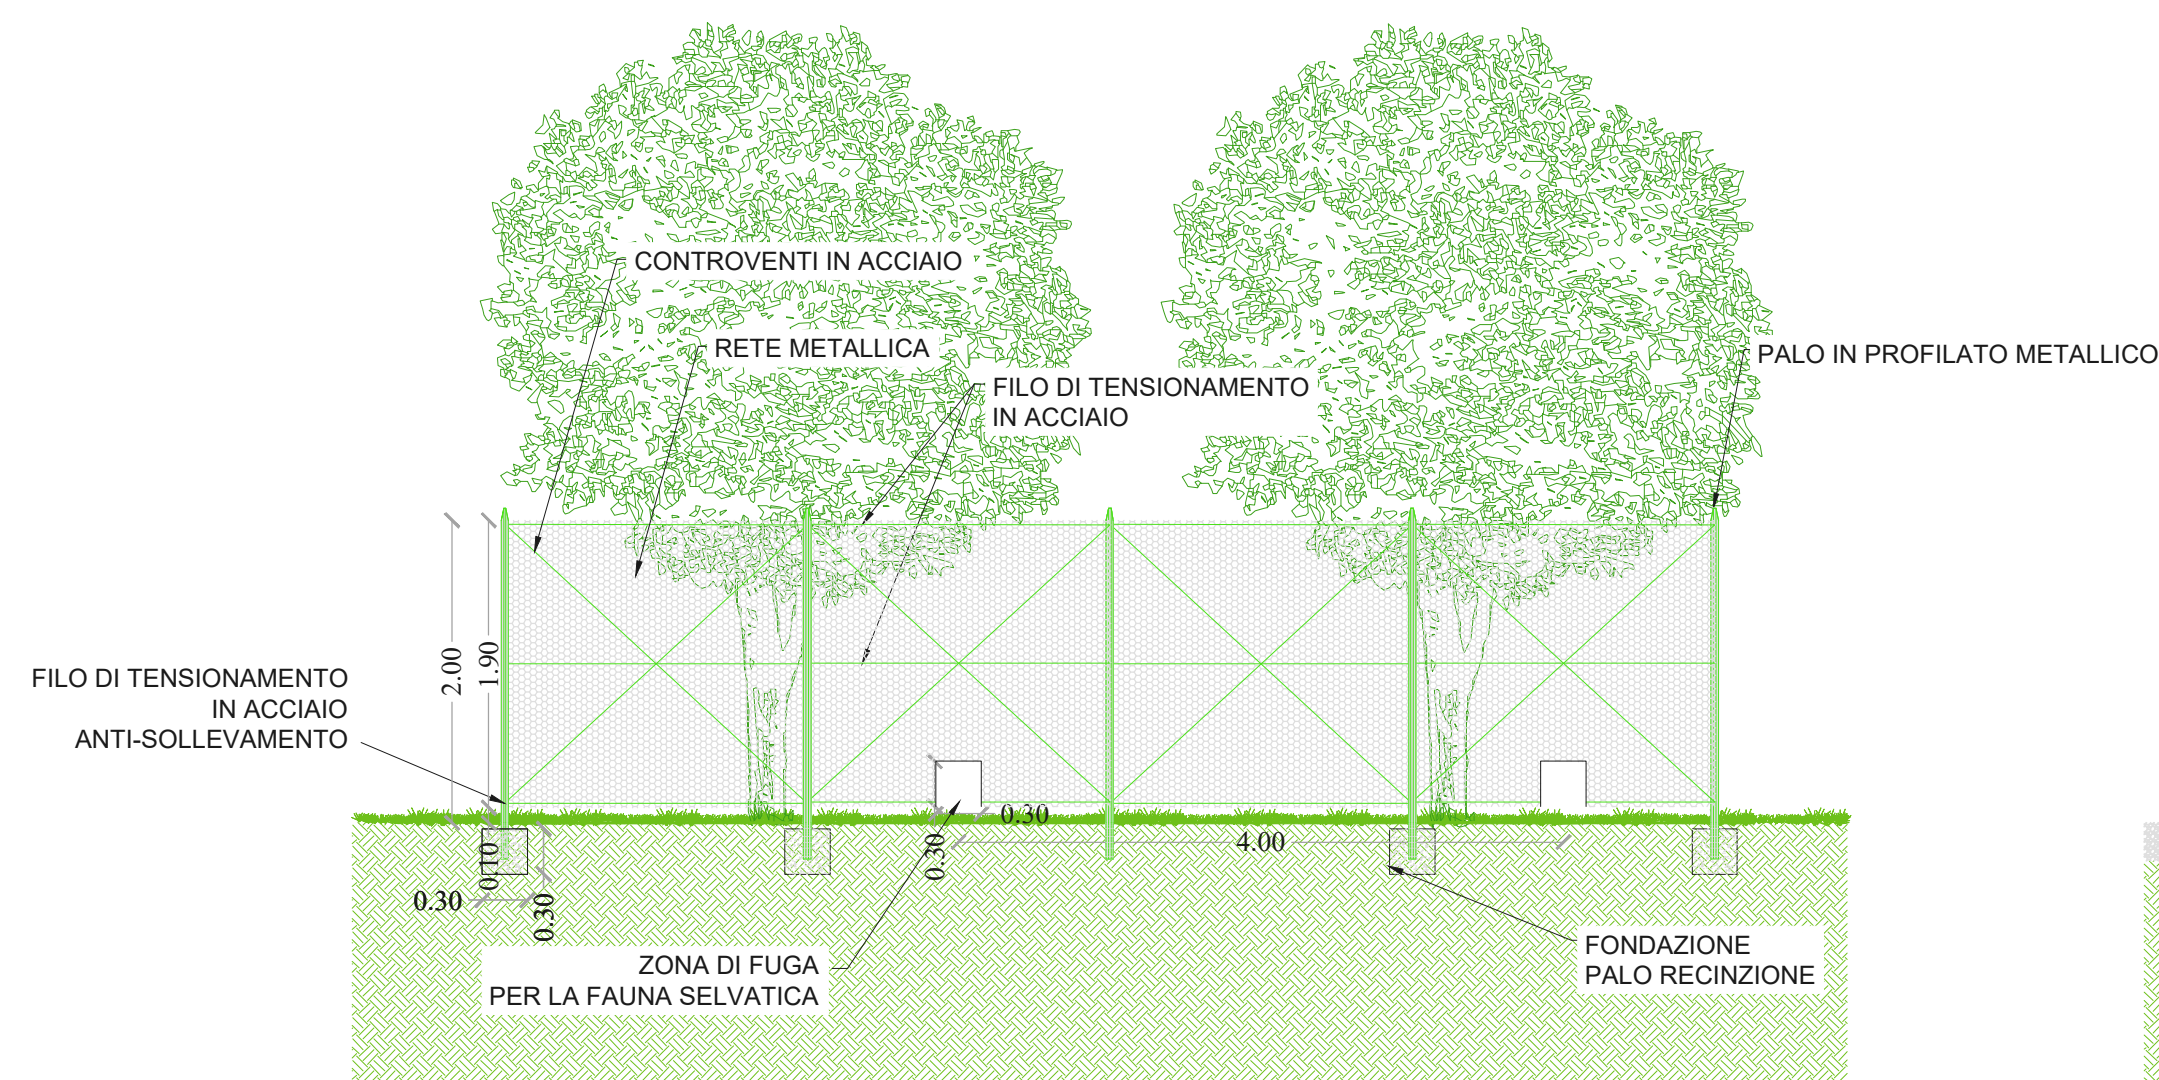 CONTROVENTI IN ACCIAIO
RETE METALLICA
PALO IN PROFILATO METALLICO
FILO DI TENSIONAMENTO
IN ACCIAIO
2.00
1.90
FILO DI TENSIONAMENTO
IN ACCIAIO
ANTI-SOLLEVAMENTO
0.30
4.00
0.10
0.30
0.30
0.30
ZONA DI FUGA
PER LA FAUNA SELVATICA
FONDAZIONE
PALO RECINZIONE